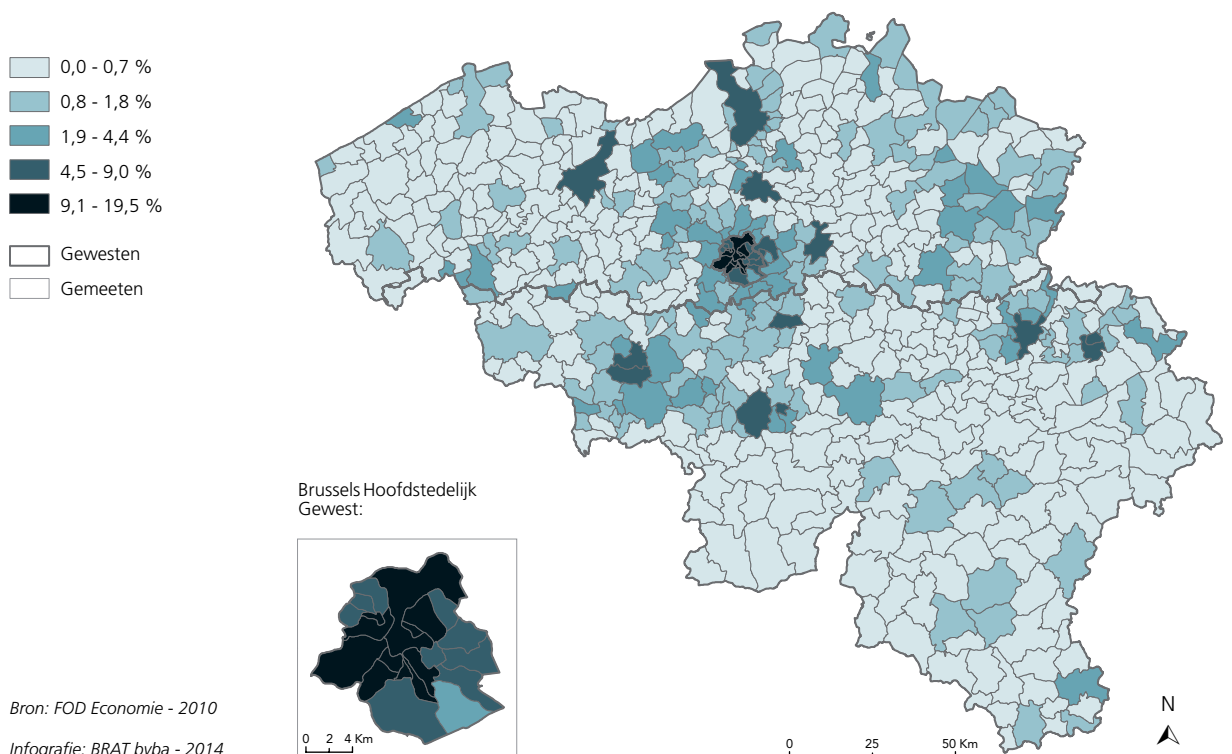 0,0 - 0,7 %
0,8 - 1,8 %
1,9 - 4,4 %
4,5 - 9,0 %
9,1 - 19,5 %
Gewesten
Gemeeten
Brussels Hoofdstedelijk
Gewest:
0 2 4 Km
Bron: FOD Economie - 2010
Infografie: BRAT bvba - 2014
0 25 50 Km
N